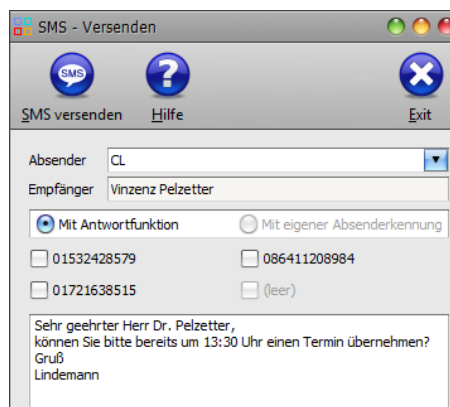 SMS - Versenden
SMS
SMS versenden
Hilfe
Exit
Absender CL
Empfänger Vinzenz Pelzetter
Mit Antwortfunktion Mit eigener Absenderkennung
01532428579 086411208984
01721638515 (leer)
Sehr geehrter Herr Dr. Pelzetter,
können Sie bitte bereits um 13:30 Uhr einen Termin übernehmen?
Gruß
Lindemann